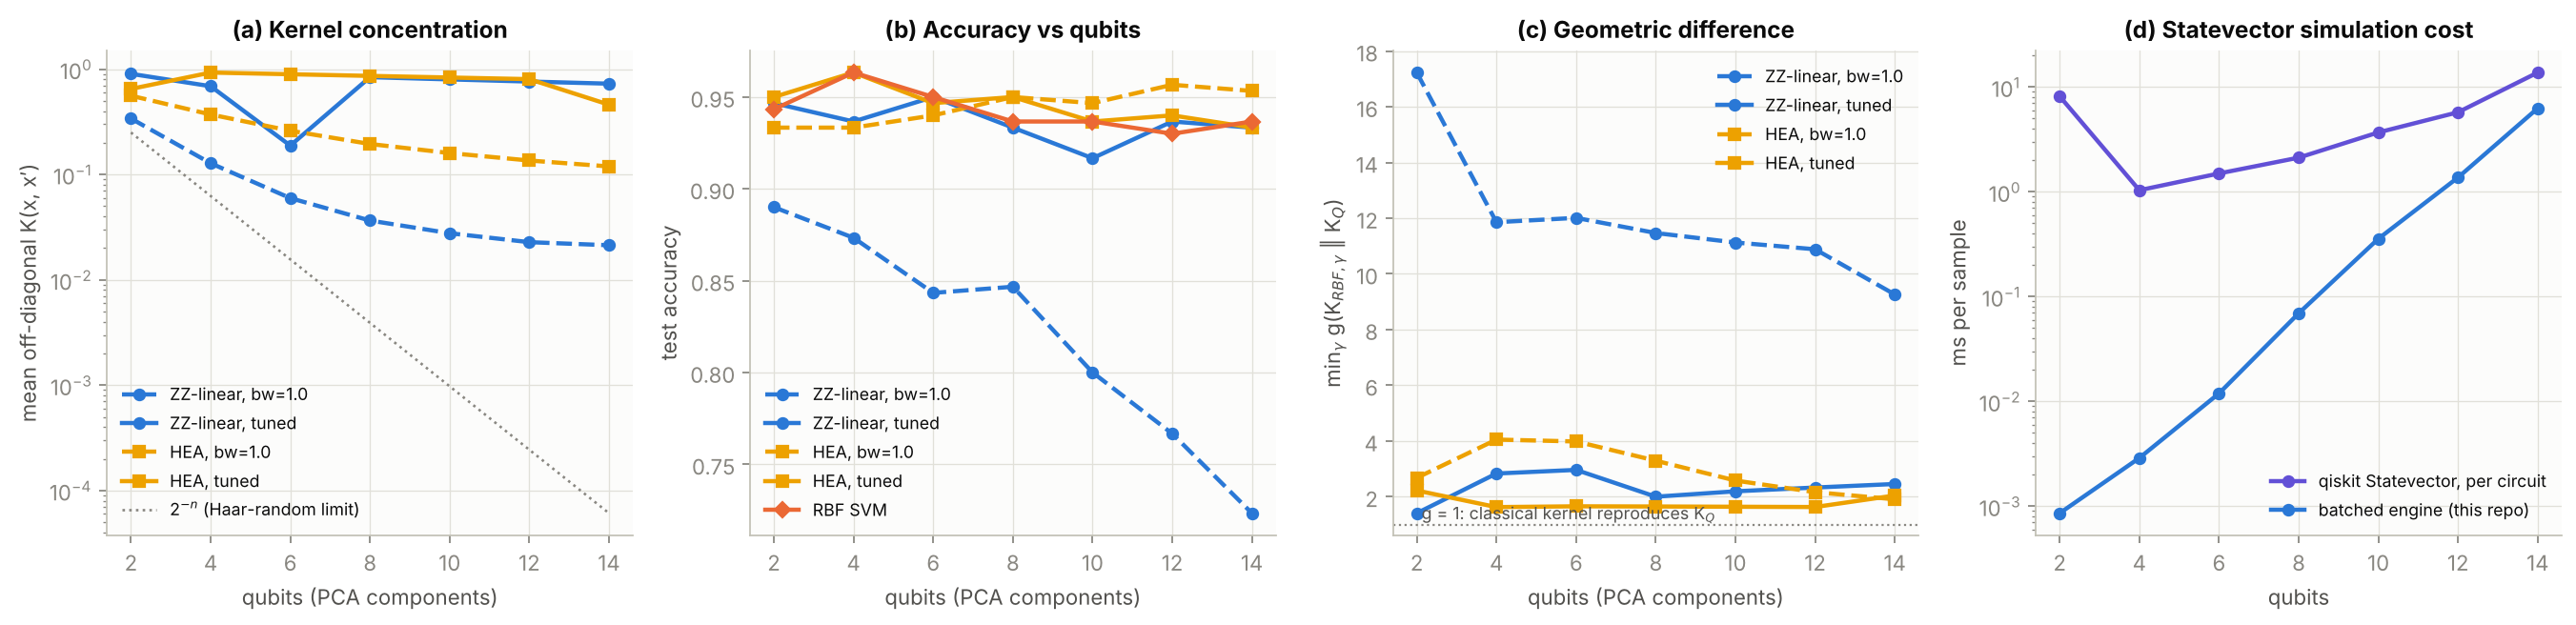 (a) Kernel concentration
mean off-diagonal K(x, x′)
10⁰
10⁻¹
10⁻²
10⁻³
10⁻⁴
ZZ-linear, bw=1.0
ZZ-linear, tuned
HEA, bw=1.0
HEA, tuned
2⁻ⁿ (Haar-random limit)
2 4 6 8 10 12 14
qubits (PCA components)
(b) Accuracy vs qubits
test accuracy
0.95
0.90
0.85
0.80
0.75
ZZ-linear, bw=1.0
ZZ-linear, tuned
HEA, bw=1.0
HEA, tuned
RBF SVM
2 4 6 8 10 12 14
qubits (PCA components)
(c) Geometric difference
minᵧ g(K_RBF,γ ∥ K_Q)
18
16
14
12
10
8
6
4
2
ZZ-linear, bw=1.0
ZZ-linear, tuned
HEA, bw=1.0
HEA, tuned
g = 1: classical kernel reproduces K_Q
2 4 6 8 10 12 14
qubits (PCA components)
(d) Statevector simulation cost
ms per sample
10¹
10⁰
10⁻¹
10⁻²
10⁻³
qiskit Statevector, per circuit
batched engine (this repo)
2 4 6 8 10 12 14
qubits